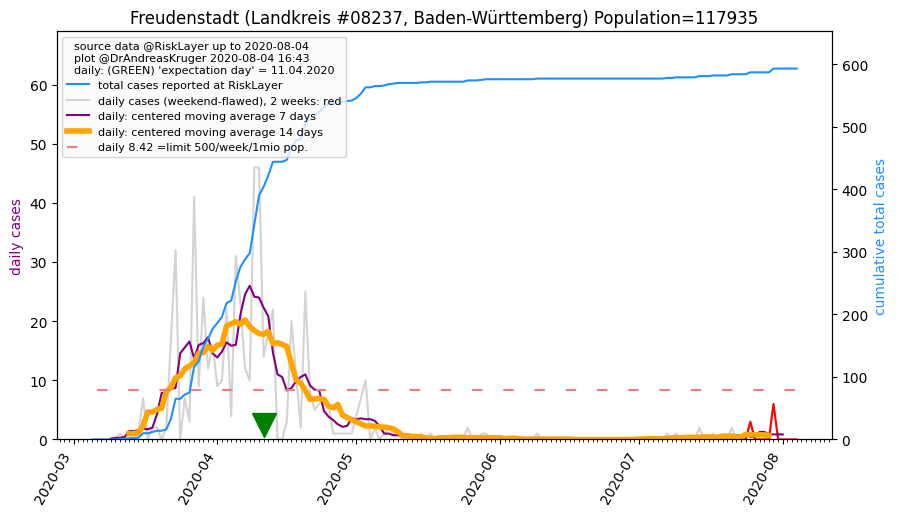 Freudenstadt (Landkreis #08237, Baden-Württemberg) Population=117935
source data @RiskLayer up to 2020-08-04
plot @DrAndreasKruger 2020-08-04 16:43
daily: (GREEN) 'expectation day' = 11.04.2020
total cases reported at RiskLayer
daily cases (weekend-flawed), 2 weeks: red
daily: centered moving average 7 days
daily: centered moving average 14 days
daily 8.42 =limit 500/week/1mio pop.
daily cases
60
50
40
30
20
10
0
cumulative total cases
600
500
400
300
200
100
0
2020-03
2020-04
2020-05
2020-06
2020-07
2020-08